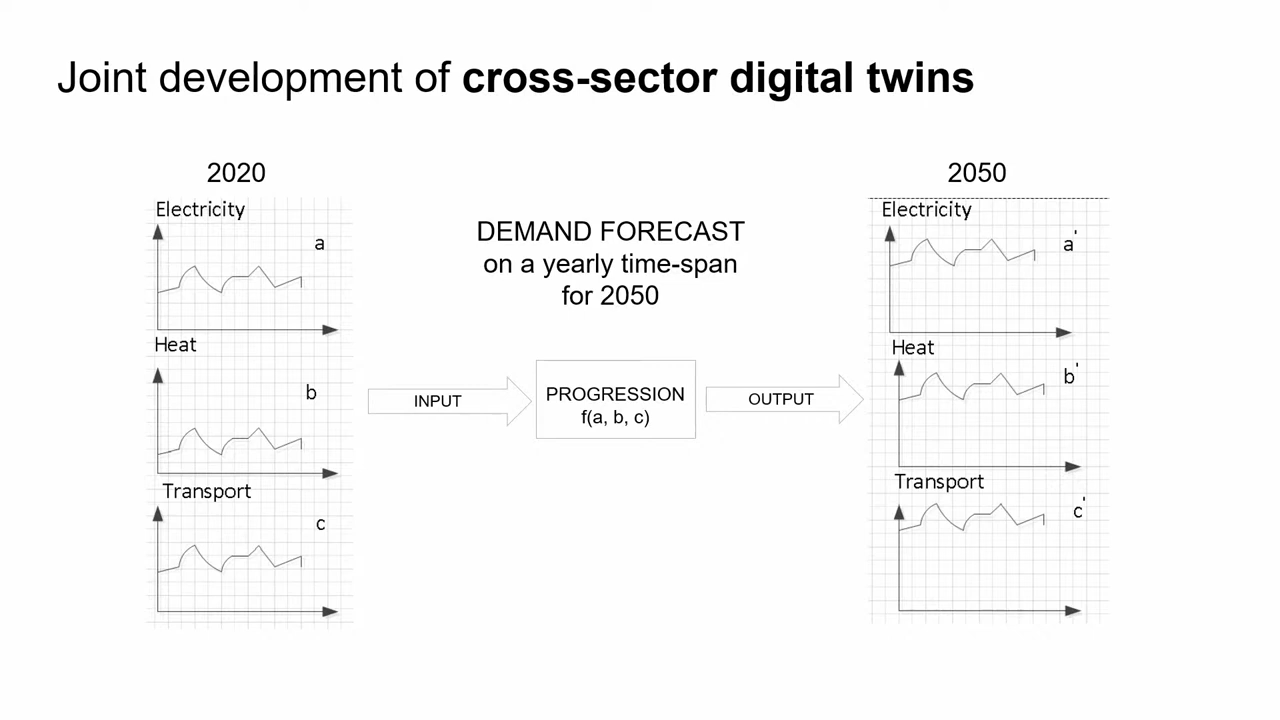 Joint development of cross-sector digital twins
2020
Electricity
a
Heat
b
Transport
c
DEMAND FORECAST
on a yearly time-span
for 2050
INPUT
PROGRESSION
f(a, b, c)
OUTPUT
2050
Electricity
a'
Heat
b'
Transport
c'